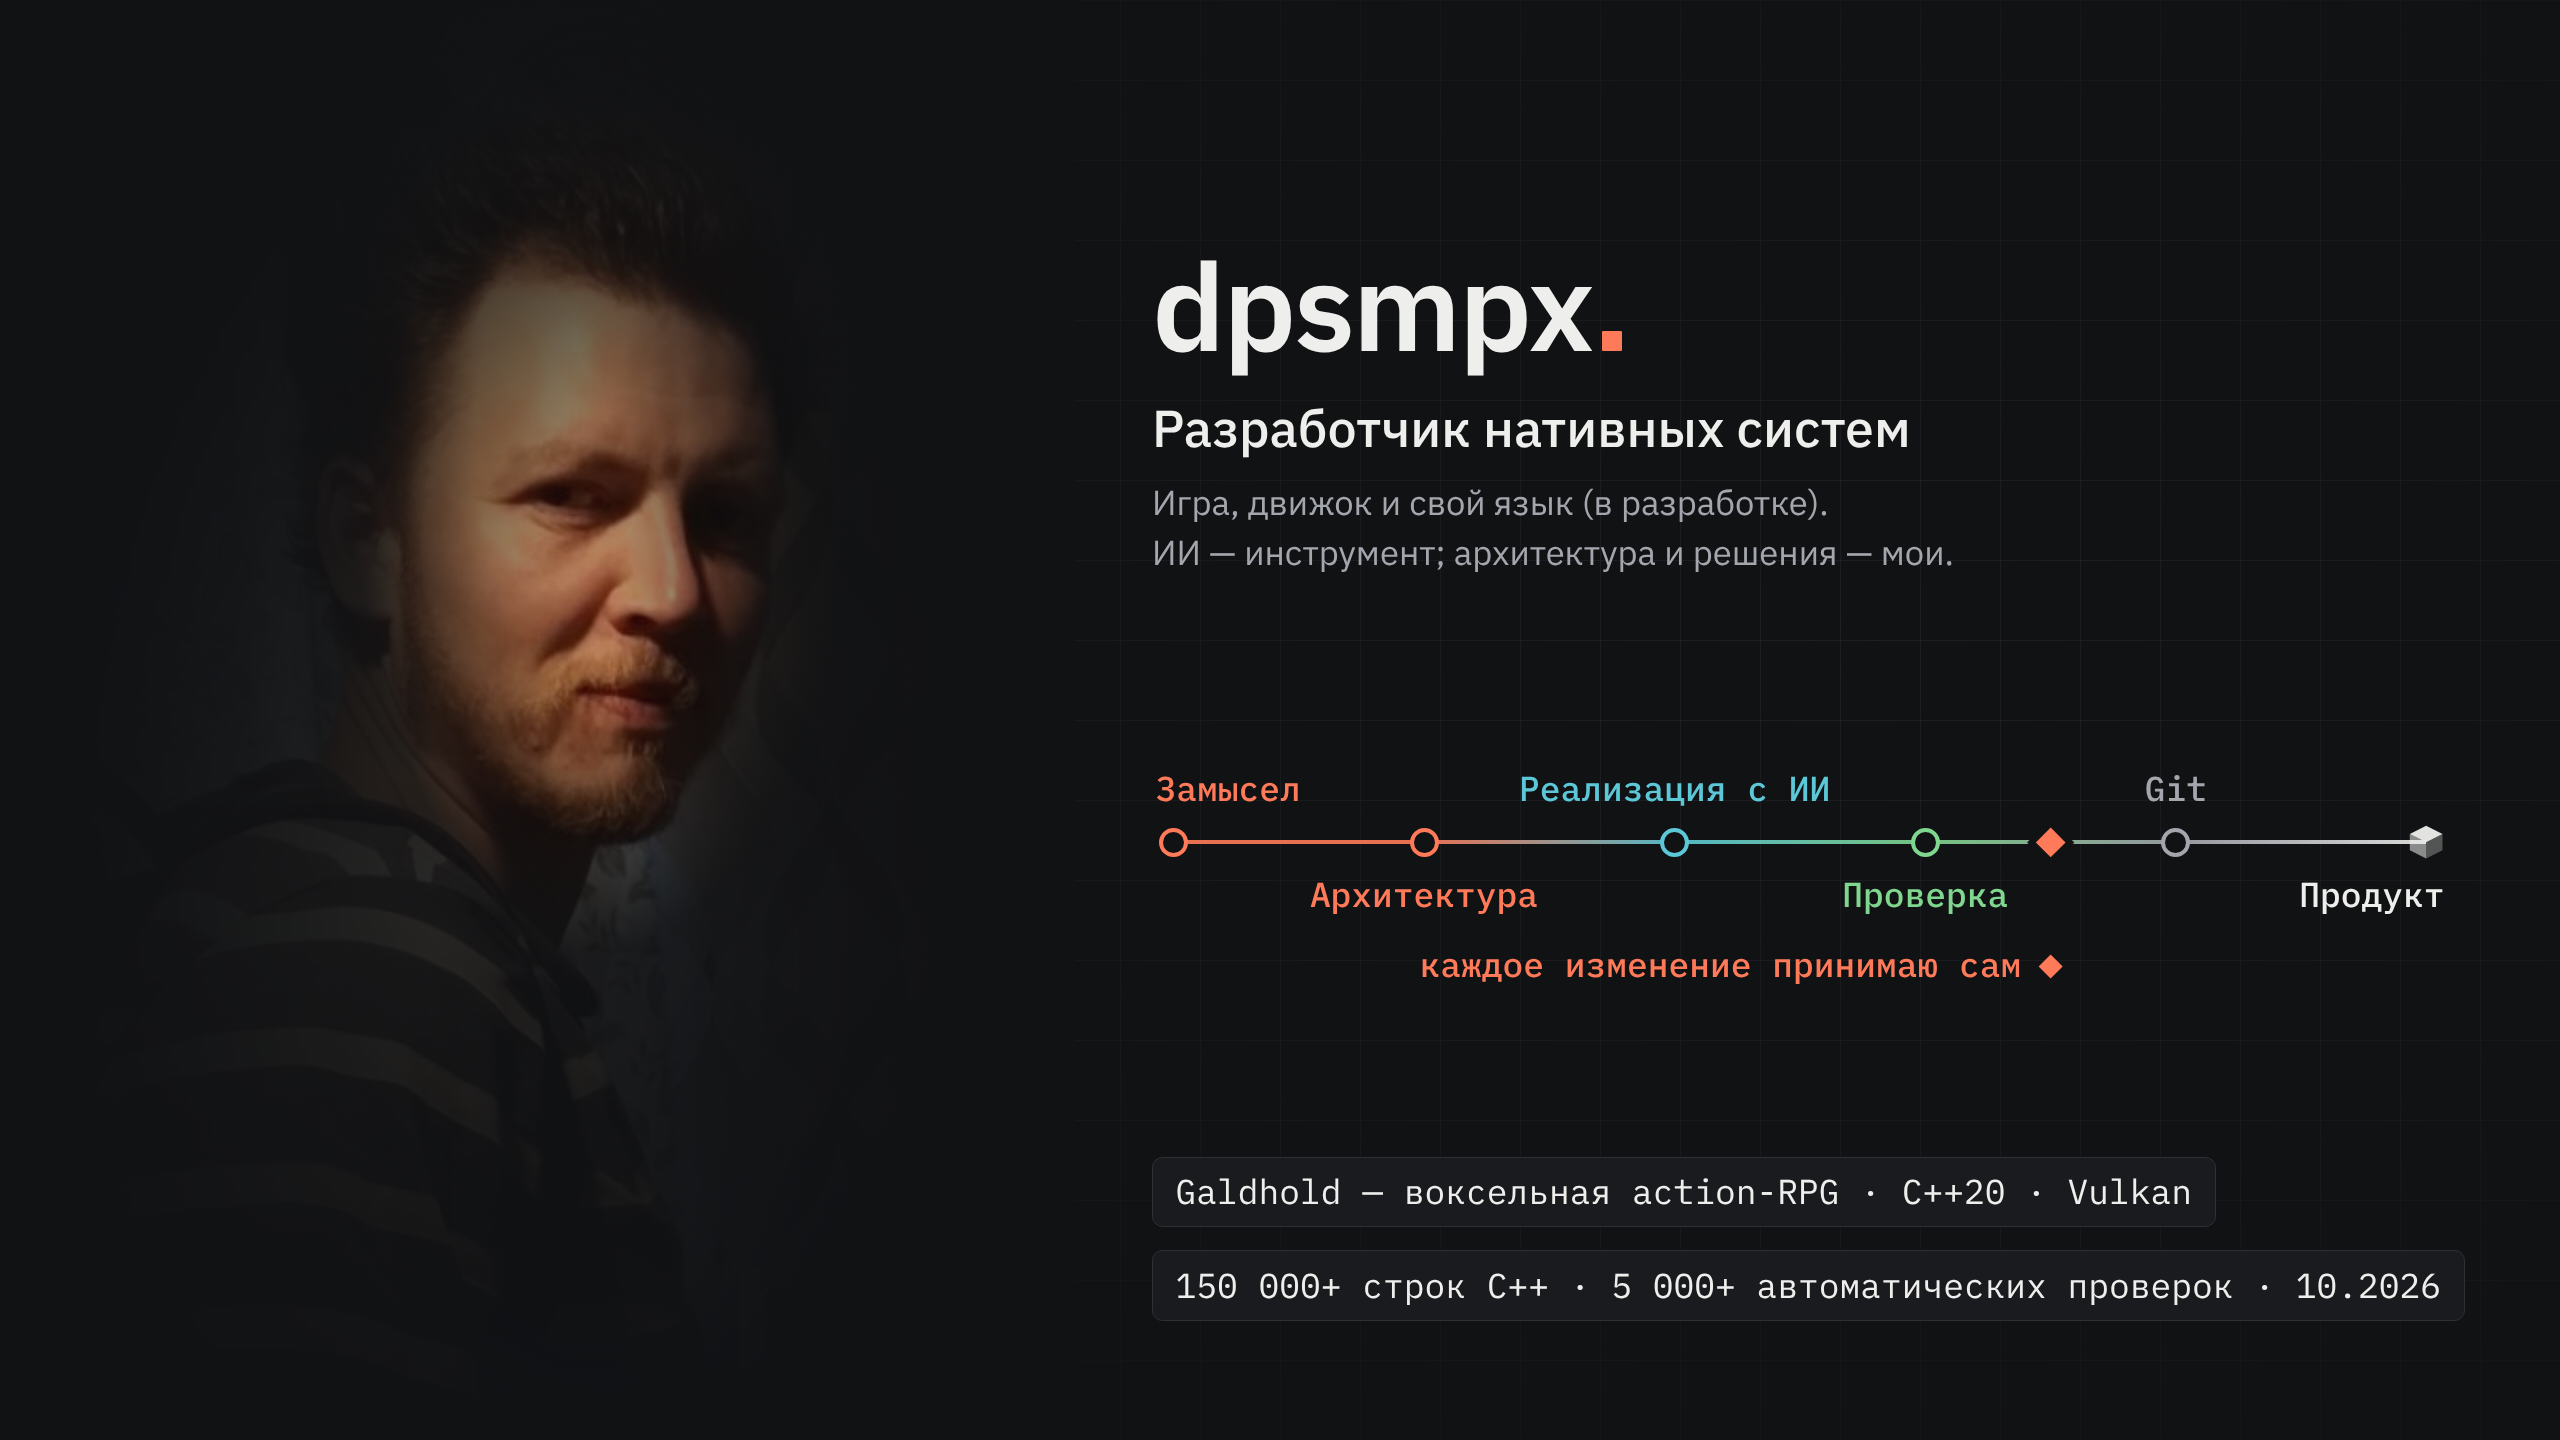 dpsmpx.
Разработчик нативных систем
Игра, движок и свой язык (в разработке).
ИИ — инструмент; архитектура и решения — мои.
Замысел
Реализация с ИИ
Git
Архитектура
Проверка
Продукт
каждое изменение принимаю сам ◆
Galdhold — воксельная action-RPG · C++20 · Vulkan
150 000+ строк C++ · 5 000+ автоматических проверок · 10.2026